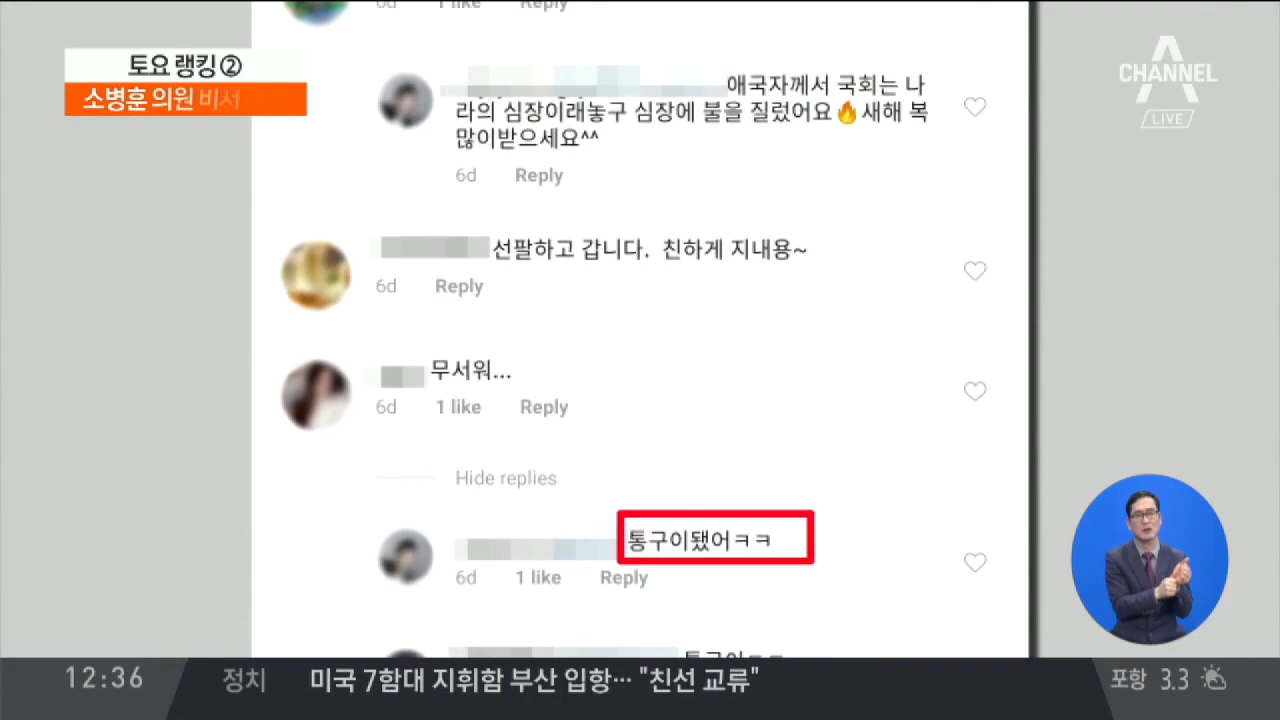 6d 1 like Reply
토요 랭킹 ②
소병훈 의원 비서
CHANNEL A
LIVE
애국자께서 국회는 나
라의 심장이래놓구 심장에 불을 질렀어요🔥새해 복
많이받으세요^^
6d Reply
선팔하고 갑니다. 친하게 지내용~
6d Reply
무서워...
6d 1 like Reply
Hide replies
통구이됐어ㅋㅋ
6d 1 like Reply
12:36 정치 미국 7함대 지휘함 부산 입항… "친선 교류" 포항 3.3